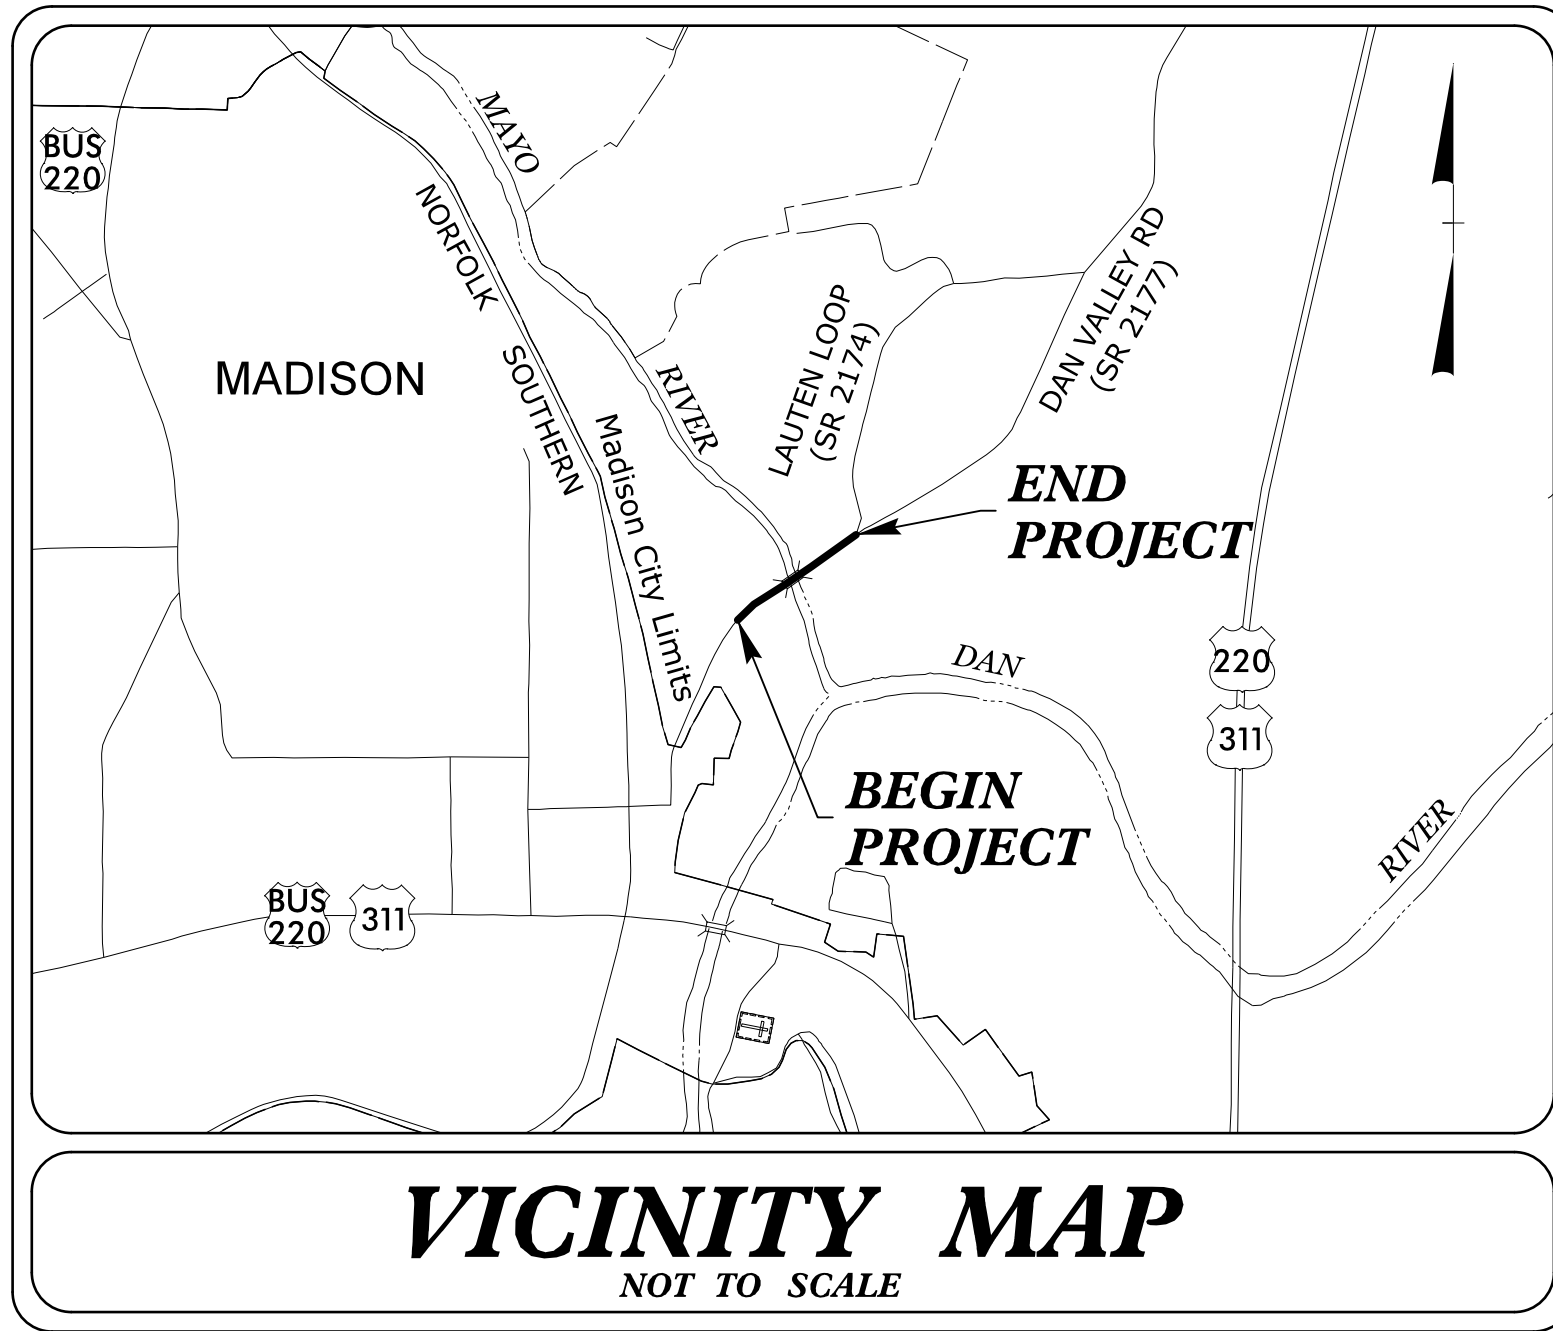 MAYO
BUS
220
NORFOLK
SOUTHERN
MADISON
RIVER
LAUTEN LOOP
(SR 2174)
DAN VALLEY RD
(SR 2177)
Madison City Limits
END
PROJECT
DAN
220
311
BEGIN
PROJECT
RIVER
BUS
220
311
VICINITY MAP
NOT TO SCALE